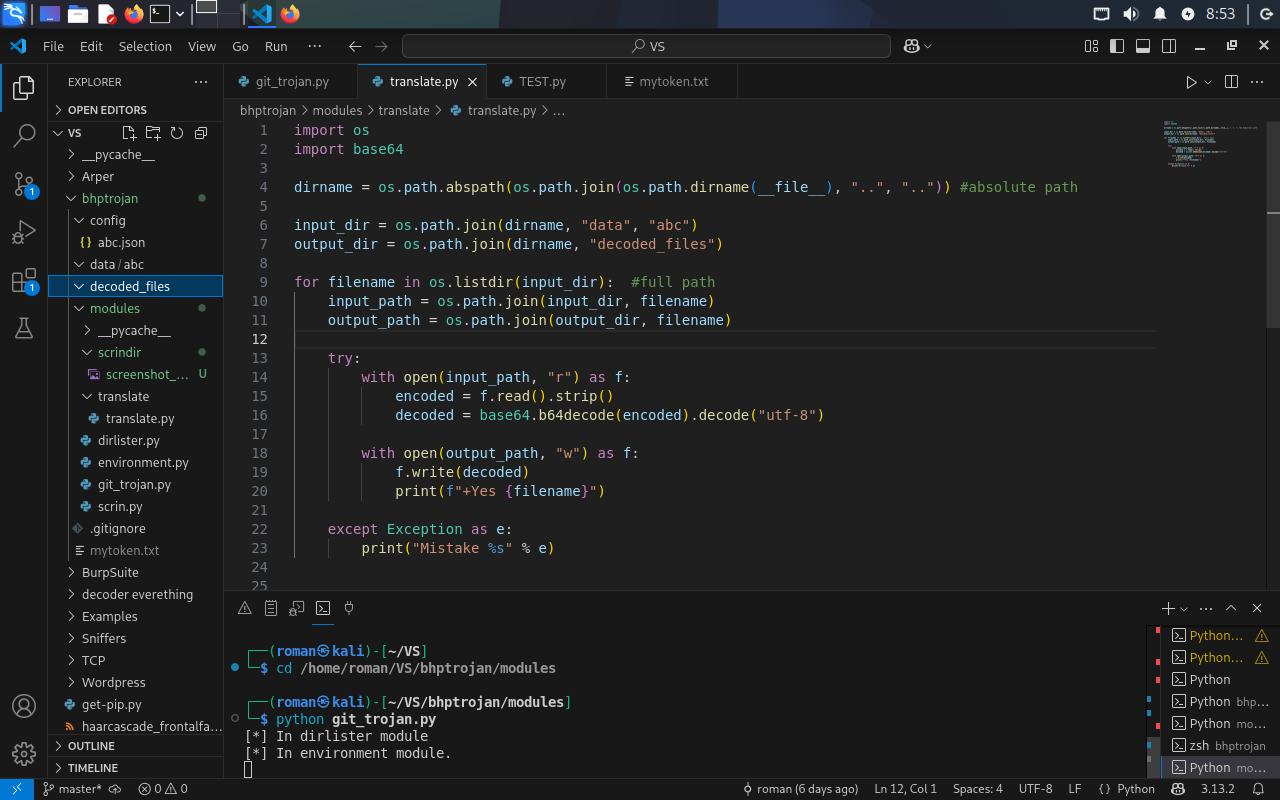 8:53
File Edit Selection View Go Run ··· VS
EXPLORER ···
OPEN EDITORS
VS
__pycache__
Arper
bhptrojan
config
abc.json
data / abc
decoded_files
modules
__pycache__
scrindir
screenshot_... U
translate
translate.py
dirlister.py
environment.py
git_trojan.py
scrin.py
.gitignore
mytoken.txt
BurpSuite
decoder everething
Examples
Sniffers
TCP
Wordpress
get-pip.py
haarcascade_frontalfa...
OUTLINE
TIMELINE
1
1
git_trojan.py translate.py TEST.py mytoken.txt
bhptrojan > modules > translate > translate.py > ...
1 import os
2 import base64
3
4 dirname = os.path.abspath(os.path.join(os.path.dirname(__file__), "..", "..")) #absolute path
5
6 input_dir = os.path.join(dirname, "data", "abc")
7 output_dir = os.path.join(dirname, "decoded_files")
8
9 for filename in os.listdir(input_dir):  #full path
10     input_path = os.path.join(input_dir, filename)
11     output_path = os.path.join(output_dir, filename)
12
13     try:
14         with open(input_path, "r") as f:
15             encoded = f.read().strip()
16             decoded = base64.b64decode(encoded).decode("utf-8")
17
18         with open(output_path, "w") as f:
19             f.write(decoded)
20             print(f"+Yes {filename}")
21
22     except Exception as e:
23         print("Mistake %s" % e)
24
25
┌──(roman㉿kali)-[~/VS]
└─$ cd /home/roman/VS/bhptrojan/modules
┌──(roman㉿kali)-[~/VS/bhptrojan/modules]
└─$ python git_trojan.py
[*] In dirlister module
[*] In environment module.
Python...
Python...
Python
Python bhp...
Python mo...
zsh bhptrojan
Python mo...
master* 0 0 roman (6 days ago) Ln 12, Col 1 Spaces: 4 UTF-8 LF {} Python 3.13.2